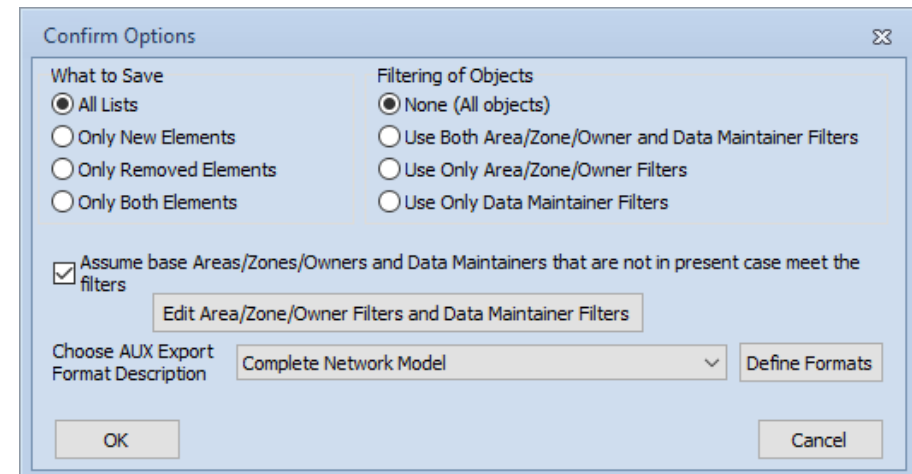 Confirm Options
What to Save
All Lists
Only New Elements
Only Removed Elements
Only Both Elements
Filtering of Objects
None (All objects)
Use Both Area/Zone/Owner and Data Maintainer Filters
Use Only Area/Zone/Owner Filters
Use Only Data Maintainer Filters
Assume base Areas/Zones/Owners and Data Maintainers that are not in present case meet the
filters
Edit Area/Zone/Owner Filters and Data Maintainer Filters
Choose AUX Export
Format Description
Complete Network Model
Define Formats
OK
Cancel